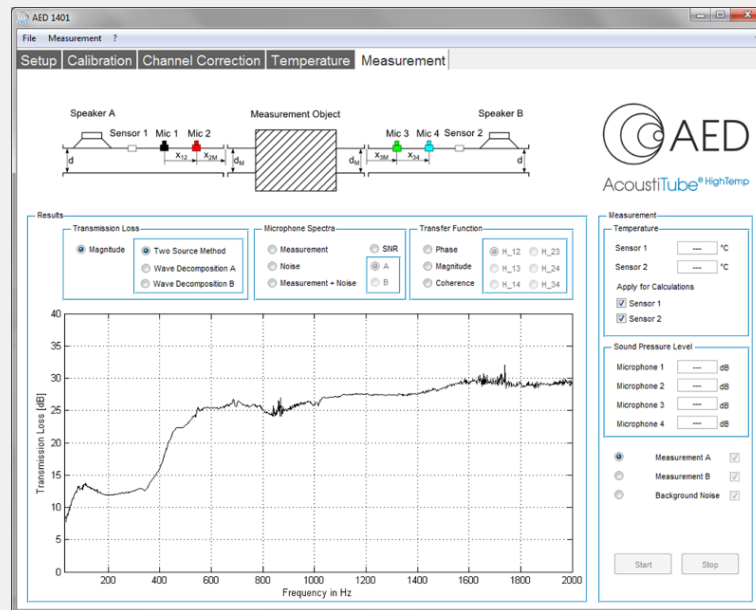 AED 1401
File Measurement ?
Setup Calibration Channel Correction Temperature Measurement
Speaker A Measurement Object Speaker B
Sensor 1 Mic 1 Mic 2 Mic 3 Mic 4 Sensor 2
d x12 x2M dM dM x3M x34 d
AED
AcoustiTube® HighTemp
Results
Transmission Loss
Magnitude Two Source Method
Wave Decomposition A
Wave Decomposition B
Microphone Spectra
Measurement SNR
Noise A
Measurement + Noise B
Transfer Function
Phase H_12 H_23
Magnitude H_13 H_24
Coherence H_14 H_34
40
35
30
25
20
15
10
5
0
Transmission Loss [dB]
200 400 600 800 1000 1200 1400 1600 1800 2000
Frequency in Hz
Measurement
Temperature
Sensor 1 --- °C
Sensor 2 --- °C
Apply for Calculations
Sensor 1
Sensor 2
Sound Pressure Level
Microphone 1 --- dB
Microphone 2 --- dB
Microphone 3 --- dB
Microphone 4 --- dB
Measurement A
Measurement B
Background Noise
Start Stop